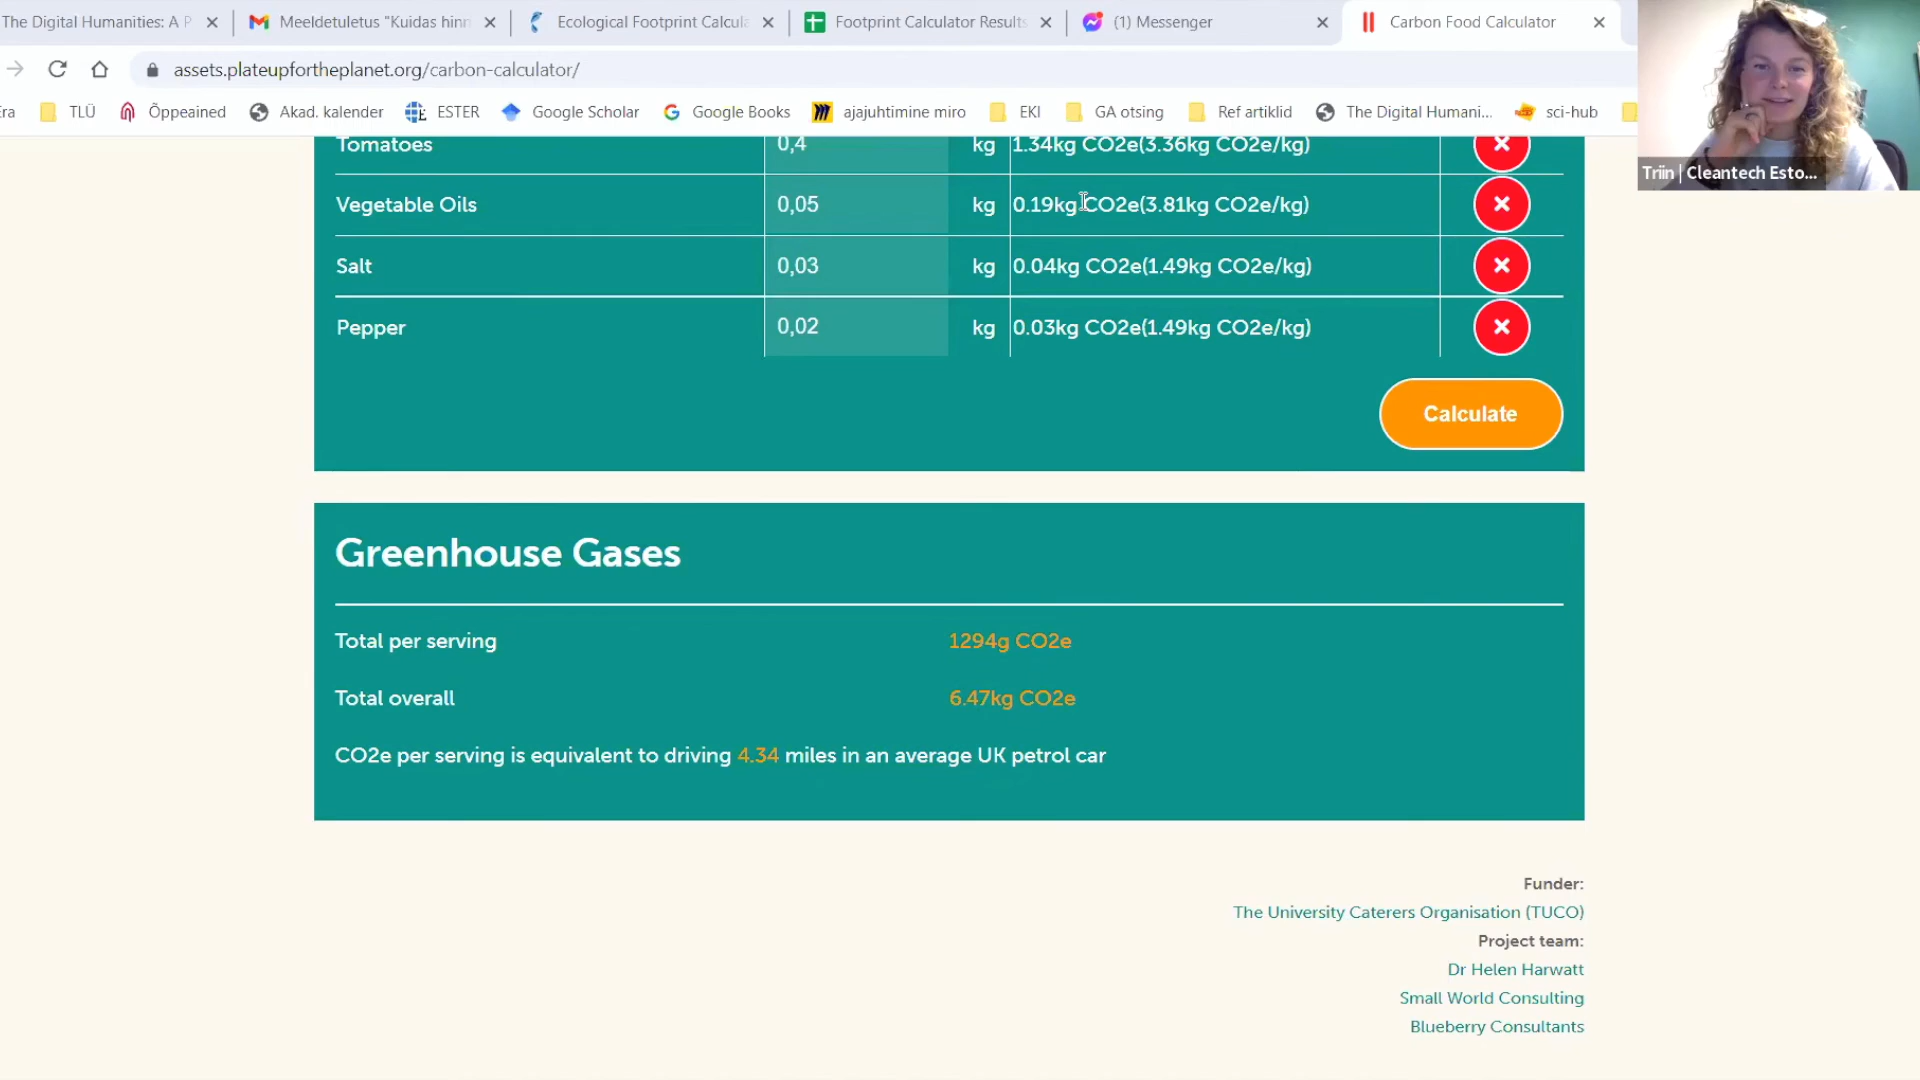 The Digital Humanities: A P
Meeldetuletus "Kuidas hinn
Ecological Footprint Calcula
Footprint Calculator Results
(1) Messenger
Carbon Food Calculator
assets.plateupfortheplanet.org/carbon-calculator/
TLÜ
Õppeained
Akad. kalender
ESTER
Google Scholar
Google Books
ajajuhtimine miro
EKI
GA otsing
Ref artiklid
The Digital Humani...
sci-hub
Triin | Cleantech Esto...
Tomatoes 0,4 kg 1.34kg CO2e(3.36kg CO2e/kg)
Vegetable Oils 0,05 kg 0.19kg CO2e(3.81kg CO2e/kg)
Salt 0,03 kg 0.04kg CO2e(1.49kg CO2e/kg)
Pepper 0,02 kg 0.03kg CO2e(1.49kg CO2e/kg)
Calculate
Greenhouse Gases
Total per serving 1294g CO2e
Total overall 6.47kg CO2e
CO2e per serving is equivalent to driving 4.34 miles in an average UK petrol car
Funder:
The University Caterers Organisation (TUCO)
Project team:
Dr Helen Harwatt
Small World Consulting
Blueberry Consultants